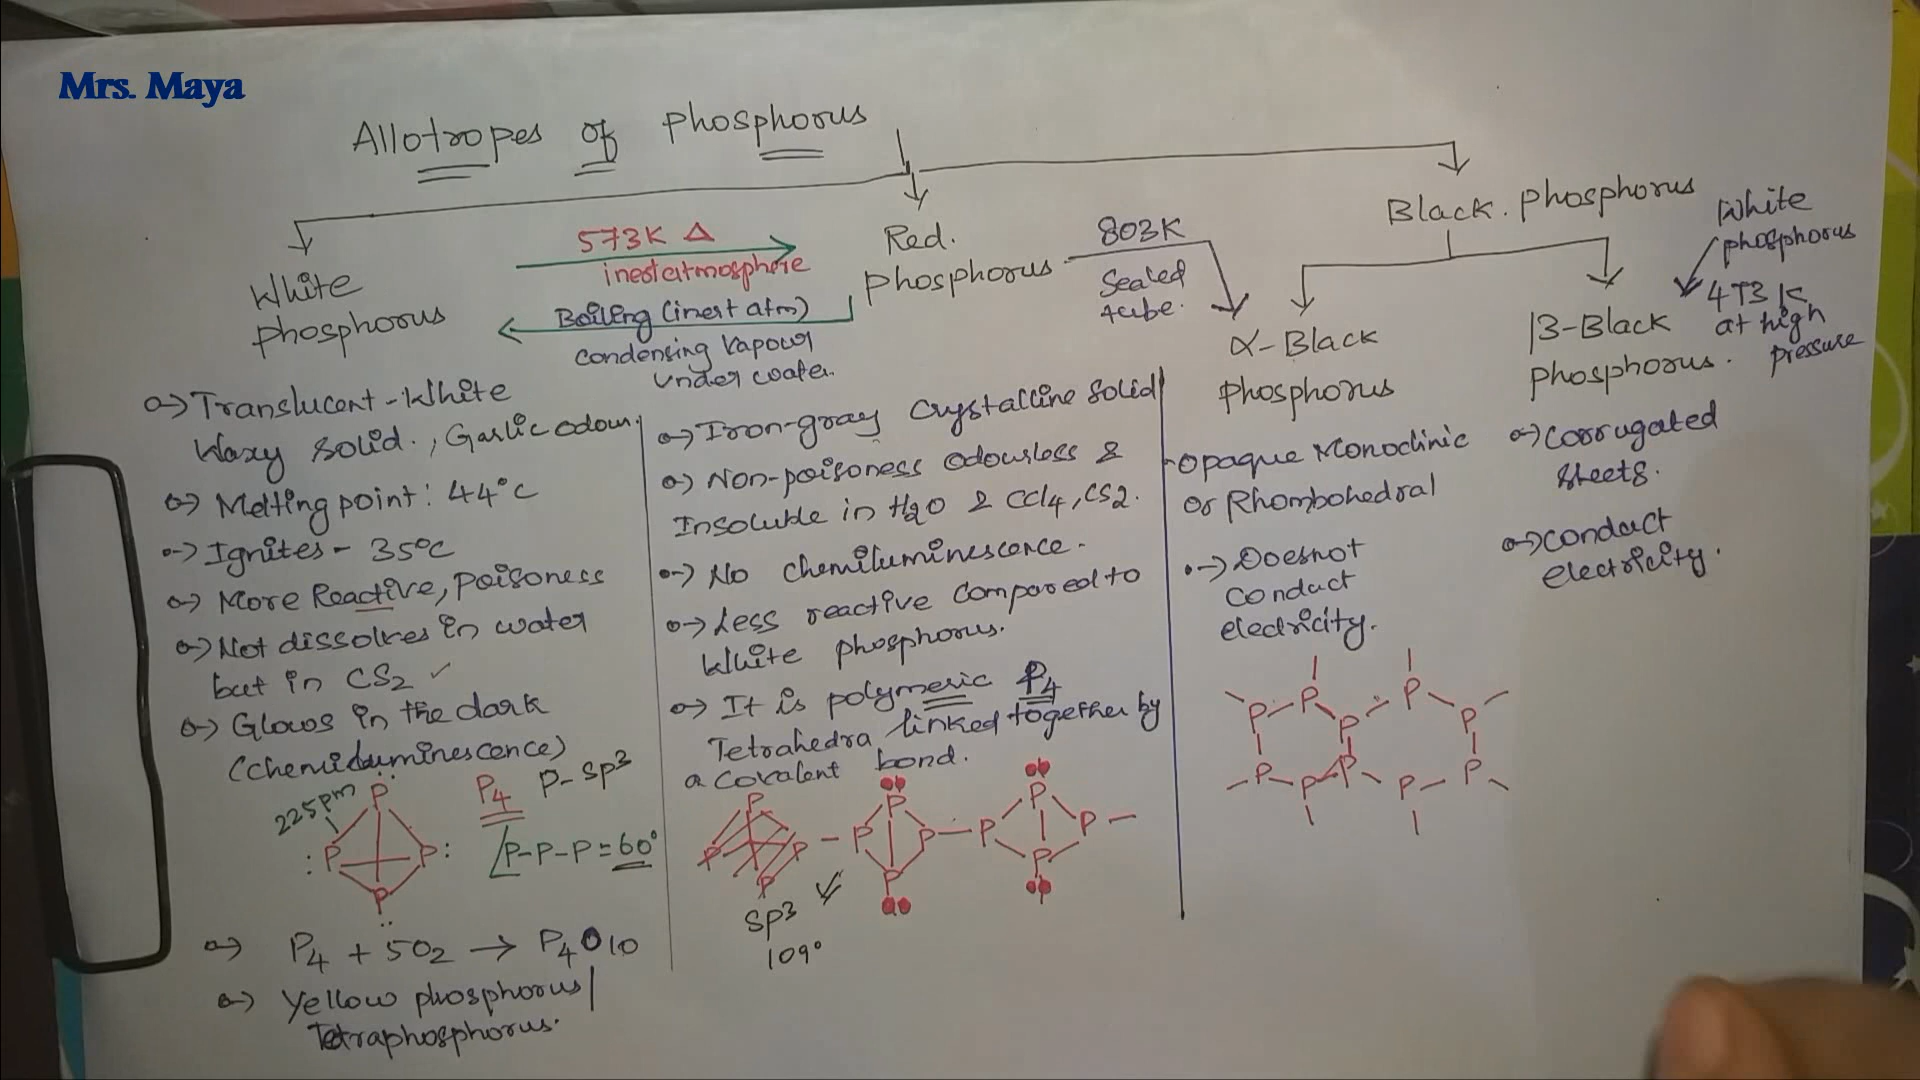 Mrs. Maya
Allotropes of phosphorus
White
phosphorus
573K Δ
inert atmosphere
Boiling (inert atm)
condensing vapour
under water.
Red.
phosphorus
803K
Sealed
tube.
Black. phosphorus
α-Black
phosphorus
β-Black
phosphorus.
White
phosphorus
473 K
at high
pressure
→ Translucent-White
Waxy solid., Garlic odour.
→ Melting point: 44°c
→ Ignites - 35°C
→ More Reactive, poisoness
→ Not dissolves in water
but in CS2 ✓
→ Glows in the dark
(chemiluminescence)
225pm
P
:P P:
P
P4 P- sp3
∠P-P-P = 60°
→ P4 + 5O2 → P4O10
→ Yellow phosphorus/
Tetraphosphorus.
→ Iron-gray crystalline solid
→ Non-poisoness odourless &
Insoluble in H2O & CCl4, CS2.
→ No chemiluminescence.
→ Less reactive compared to
White phosphorus.
→ It is polymeric P4
Tetrahedra linked together by
a covalent bond.
P P P
P P - P P - P P -
P P P
sp3
109°
-opaque Monoclinic
or Rhombohedral
→ Doesnot
conduct
electricity.
P P
P P P
P P P P P
→ corrugated
sheets.
→ conduct
electricity.